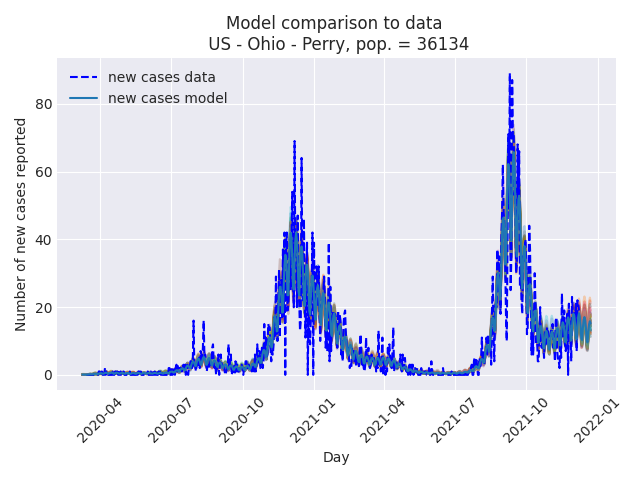 Model comparison to data
US - Ohio - Perry, pop. = 36134
new cases data
new cases model
Number of new cases reported
80
60
40
20
0
2020-04
2020-07
2020-10
2021-01
2021-04
2021-07
2021-10
2022-01
Day